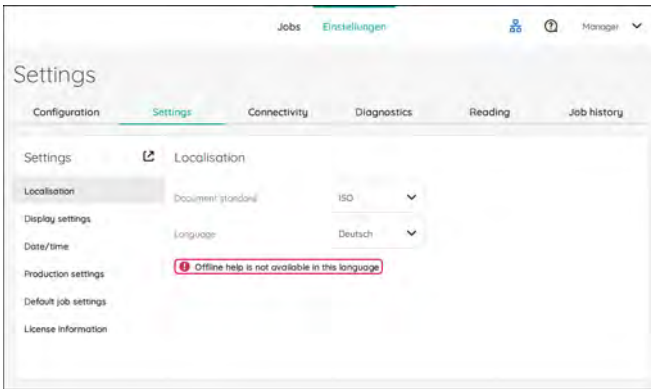 Jobs Einstellungen Manager
Settings
Configuration Settings Connectivity Diagnostics Reading Job history
Settings Localisation
Localisation
Document standard ISO
Display settings
Language Deutsch
Date/time
Offline help is not available in this language
Production settings
Default job settings
License information